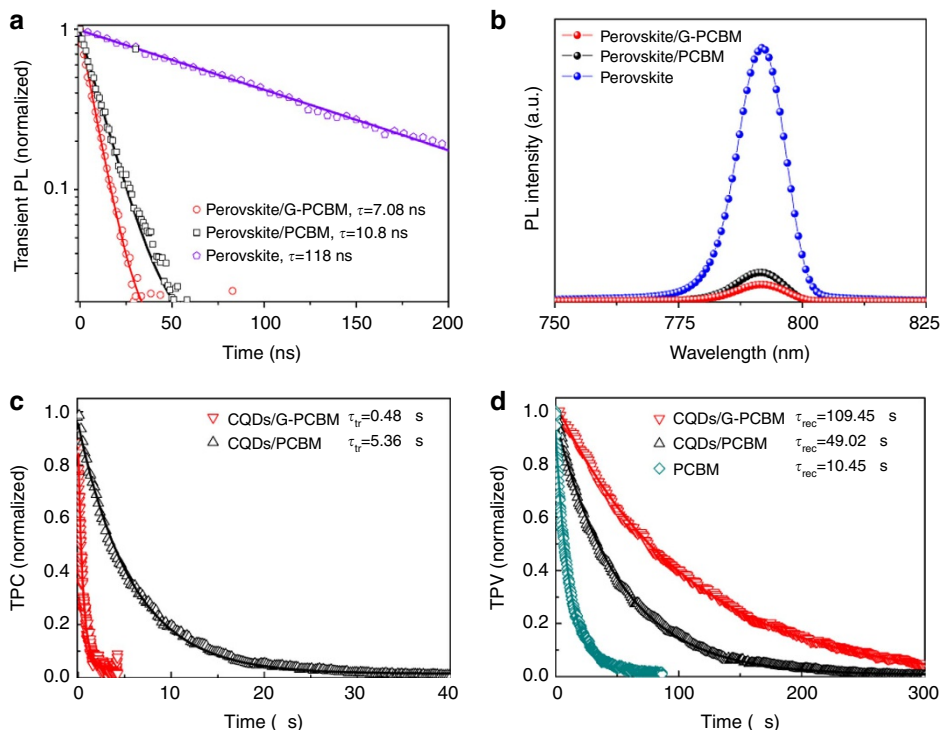 a
1
0.1
Transient PL (normalized)
Perovskite/G-PCBM, τ=7.08 ns
Perovskite/PCBM, τ=10.8 ns
Perovskite, τ=118 ns
0 50 100 150 200
Time (ns)
b
PL intensity (a.u.)
Perovskite/G-PCBM
Perovskite/PCBM
Perovskite
750 775 800 825
Wavelength (nm)
c
1.0
0.8
0.6
0.4
0.2
0.0
TPC (normalized)
CQDs/G-PCBM τtr=0.48 s
CQDs/PCBM τtr=5.36 s
0 10 20 30 40
Time ( s)
d
1.0
0.8
0.6
0.4
0.2
0.0
TPV (normalized)
CQDs/G-PCBM τrec=109.45 s
CQDs/PCBM τrec=49.02 s
PCBM τrec=10.45 s
0 100 200 300
Time ( s)